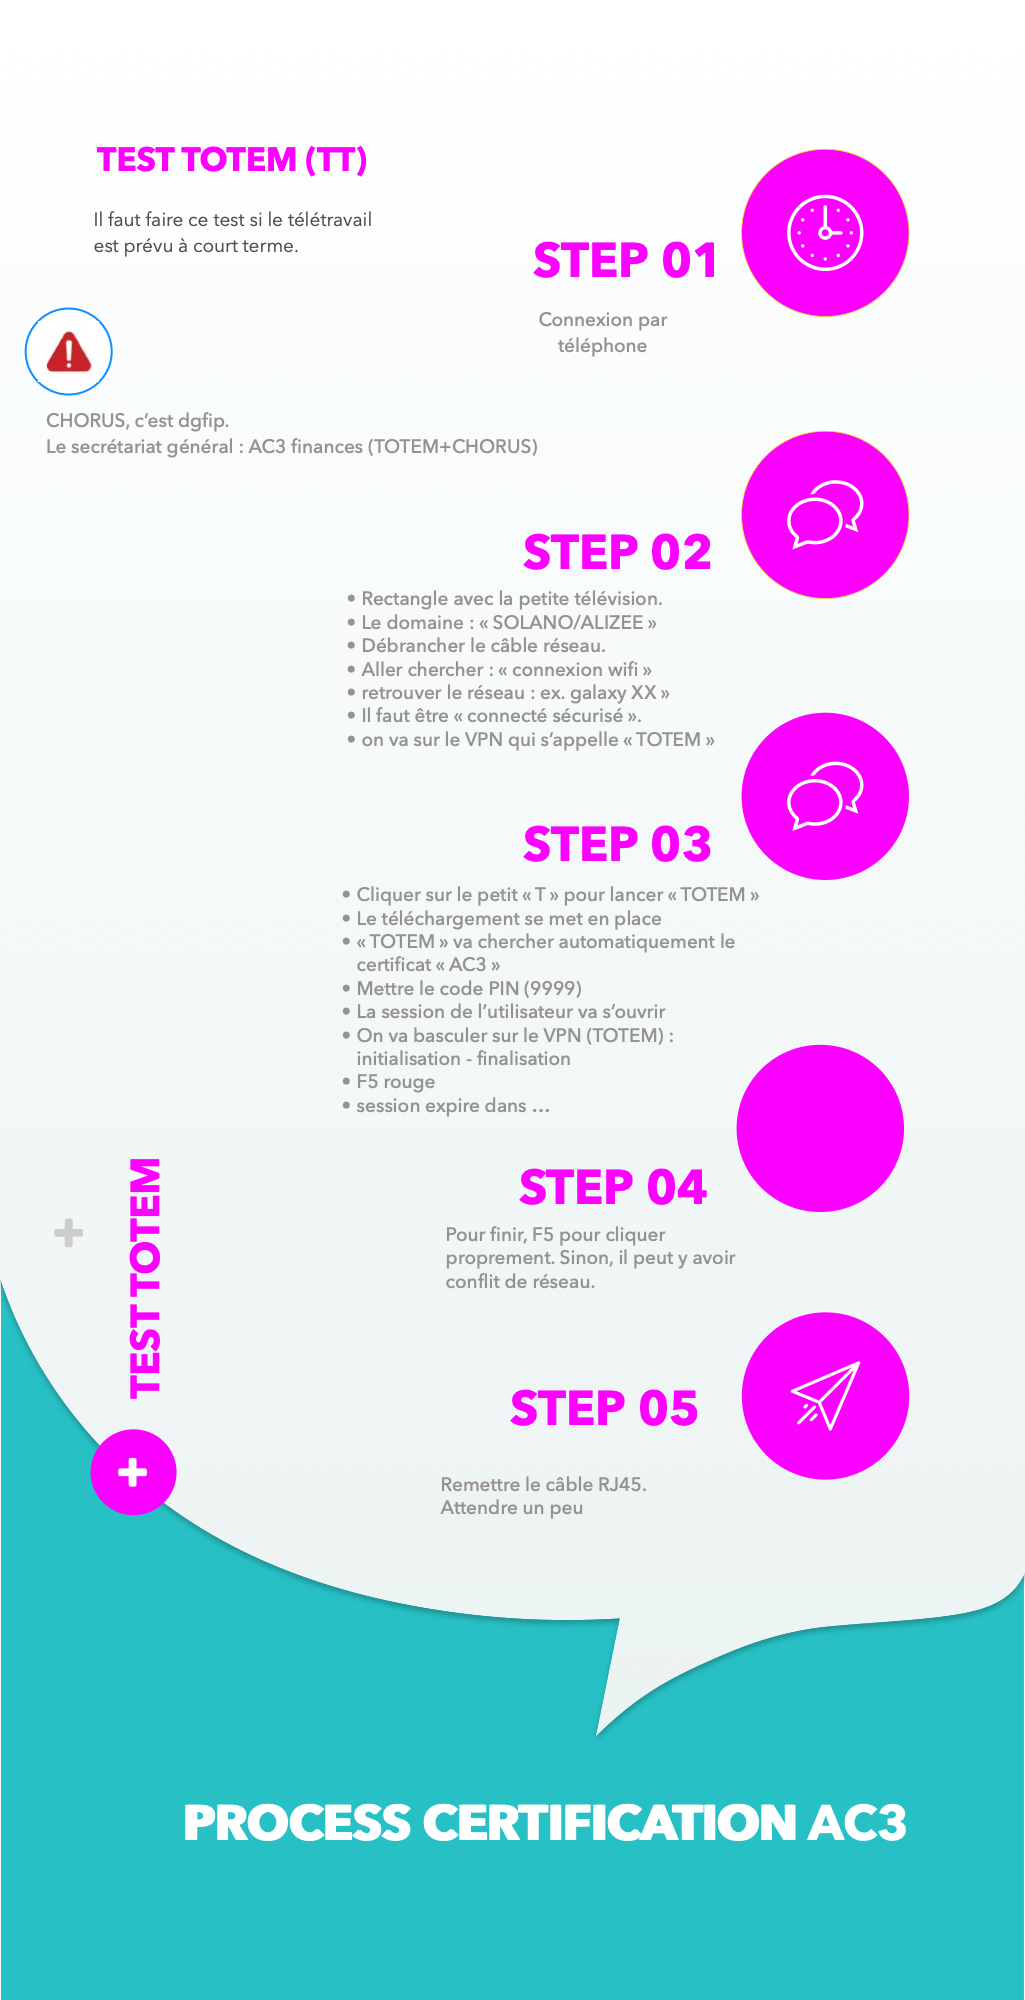 TEST TOTEM (TT)
Il faut faire ce test si le télétravail
est prévu à court terme.
STEP 01
Connexion par
téléphone
CHORUS, c’est dgfip.
Le secrétariat général : AC3 finances (TOTEM+CHORUS)
STEP 02
• Rectangle avec la petite télévision.
• Le domaine : « SOLANO/ALIZEE »
• Débrancher le câble réseau.
• Aller chercher : « connexion wifi »
• retrouver le réseau : ex. galaxy XX »
• Il faut être « connecté sécurisé ».
• on va sur le VPN qui s’appelle « TOTEM »
STEP 03
• Cliquer sur le petit « T » pour lancer « TOTEM »
• Le téléchargement se met en place
• « TOTEM » va chercher automatiquement le
certificat « AC3 »
• Mettre le code PIN (9999)
• La session de l’utilisateur va s’ouvrir
• On va basculer sur le VPN (TOTEM) :
initialisation - finalisation
• F5 rouge
• session expire dans …
STEP 04
Pour finir, F5 pour cliquer
proprement. Sinon, il peut y avoir
conflit de réseau.
TEST TOTEM
STEP 05
Remettre le câble RJ45.
Attendre un peu
PROCESS CERTIFICATION AC3